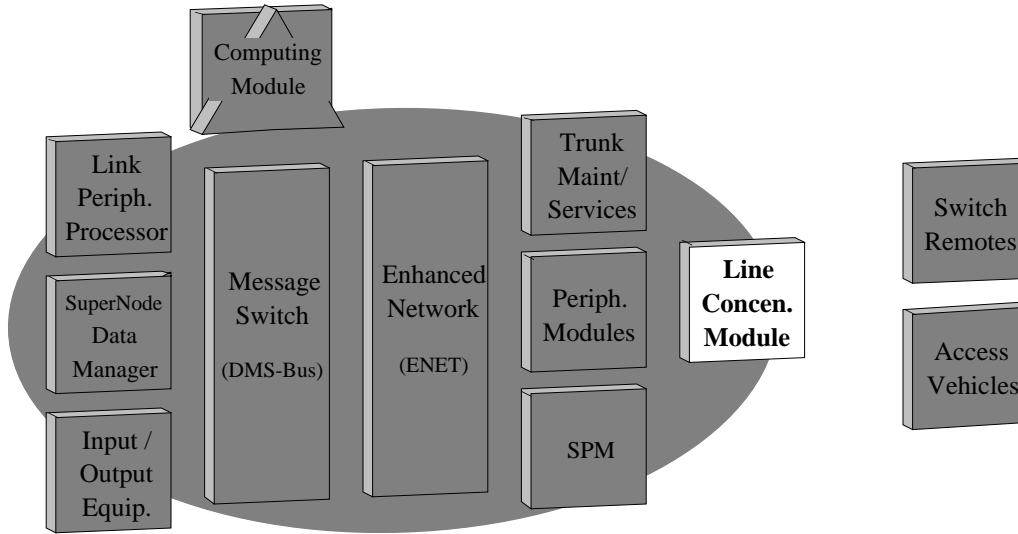 Computing
Module
Link
Periph.
Processor
SuperNode
Data
Manager
Input /
Output
Equip.
Message
Switch
(DMS-Bus)
Enhanced
Network
(ENET)
Trunk
Maint/
Services
Periph.
Modules
SPM
Line
Concen.
Module
Switch
Remotes
Access
Vehicles